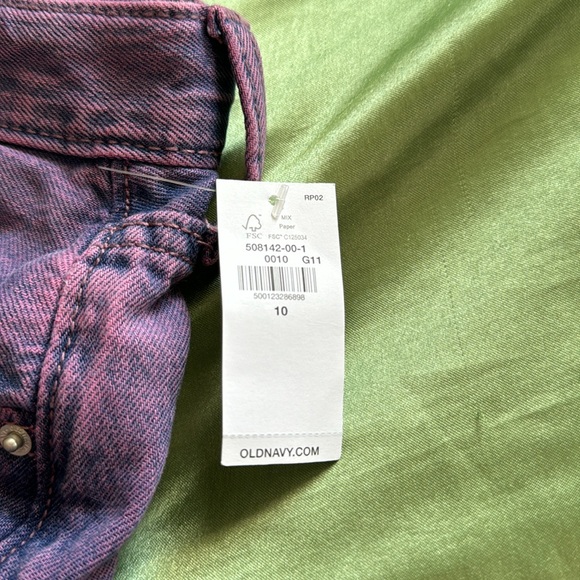 RP02
MIX
Paper
FSC
FSC® C125034
508142-00-1
0010 G11
500123286898
10
OLDNAVY.COM